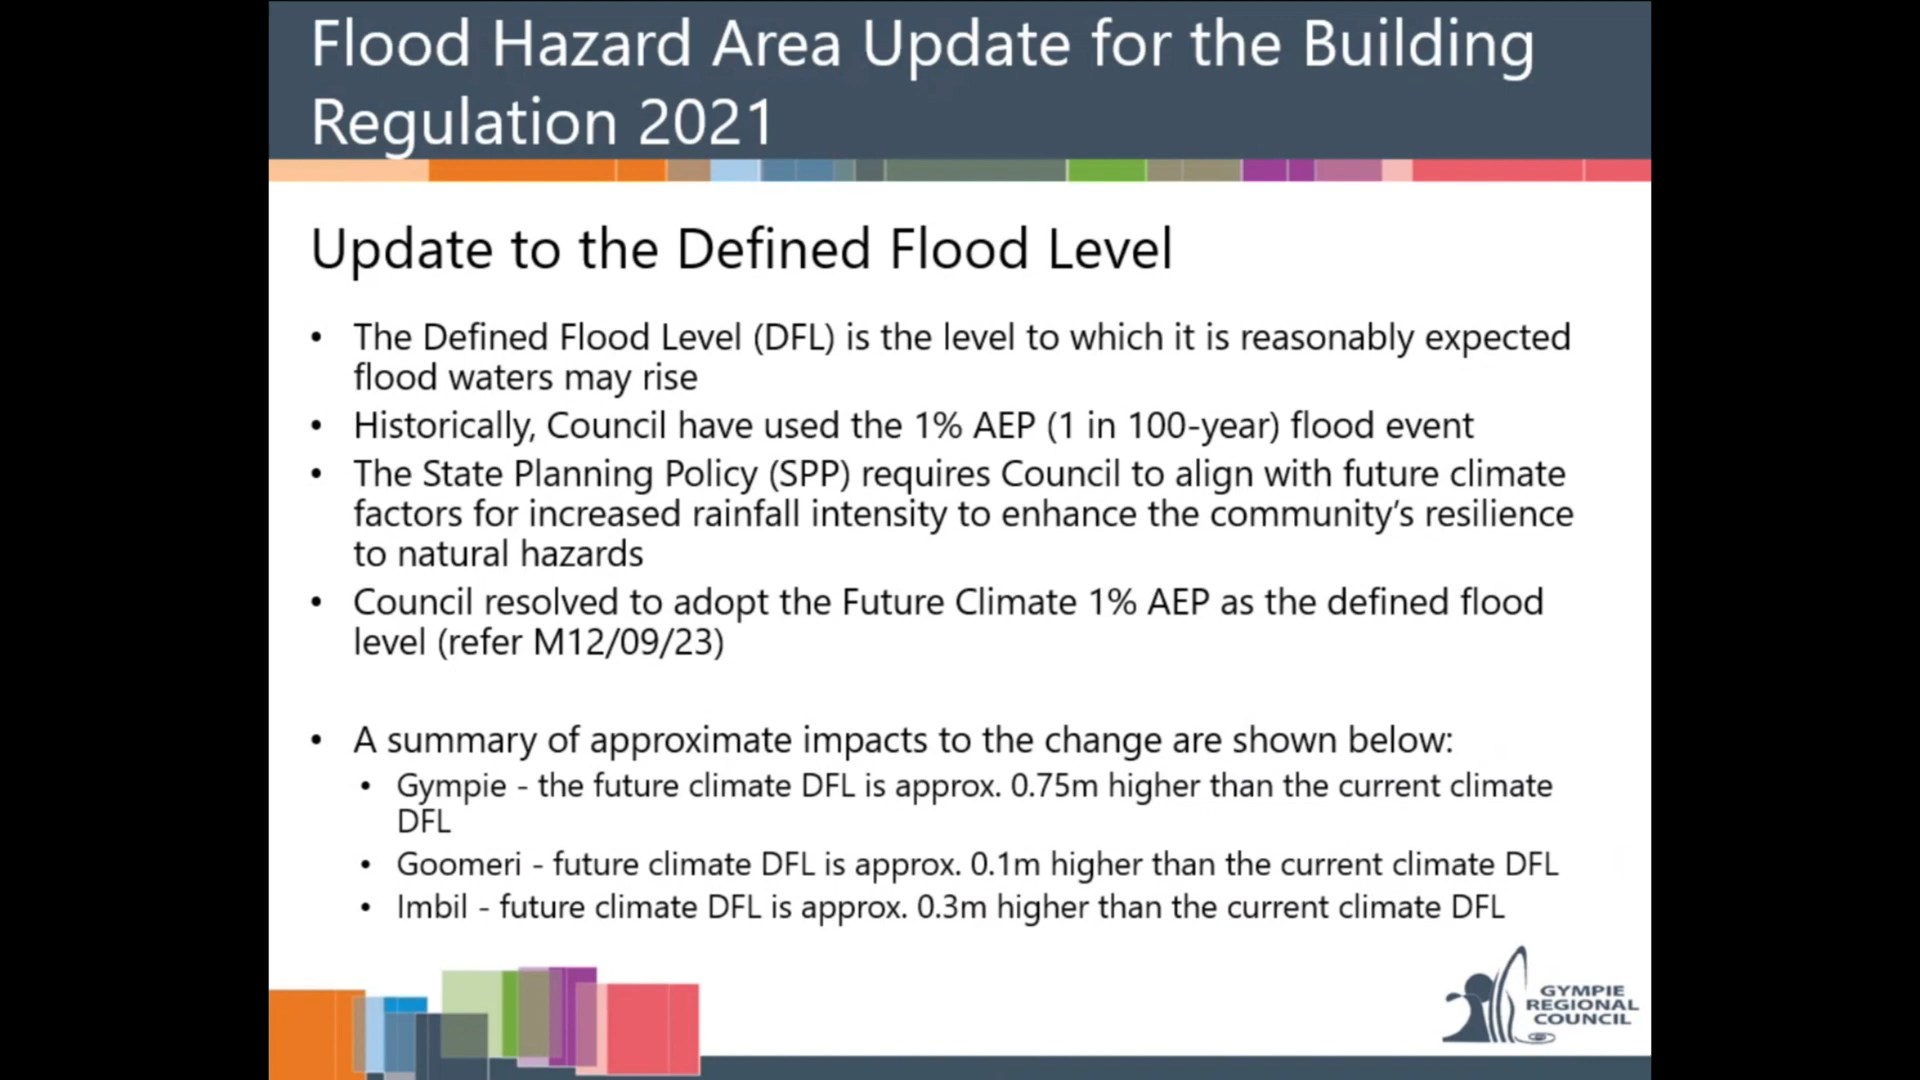 Flood Hazard Area Update for the Building
Regulation 2021
Update to the Defined Flood Level
• The Defined Flood Level (DFL) is the level to which it is reasonably expected
flood waters may rise
• Historically, Council have used the 1% AEP (1 in 100-year) flood event
• The State Planning Policy (SPP) requires Council to align with future climate
factors for increased rainfall intensity to enhance the community’s resilience
to natural hazards
• Council resolved to adopt the Future Climate 1% AEP as the defined flood
level (refer M12/09/23)
• A summary of approximate impacts to the change are shown below:
• Gympie - the future climate DFL is approx. 0.75m higher than the current climate
DFL
• Goomeri - future climate DFL is approx. 0.1m higher than the current climate DFL
• Imbil - future climate DFL is approx. 0.3m higher than the current climate DFL
GYMPIE
REGIONAL
COUNCIL